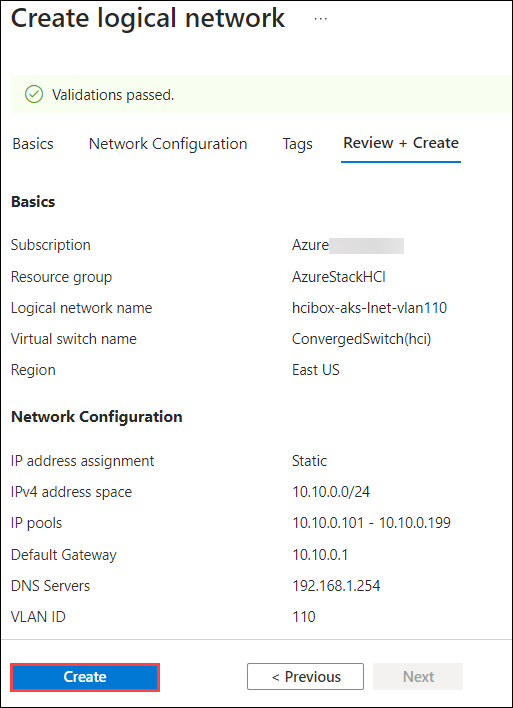 Create logical network ...
Validations passed.
Basics Network Configuration Tags Review + Create
Basics
Subscription Azure
Resource group AzureStackHCI
Logical network name hcibox-aks-lnet-vlan110
Virtual switch name ConvergedSwitch(hci)
Region East US
Network Configuration
IP address assignment Static
IPv4 address space 10.10.0.0/24
IP pools 10.10.0.101 - 10.10.0.199
Default Gateway 10.10.0.1
DNS Servers 192.168.1.254
VLAN ID 110
Create < Previous Next